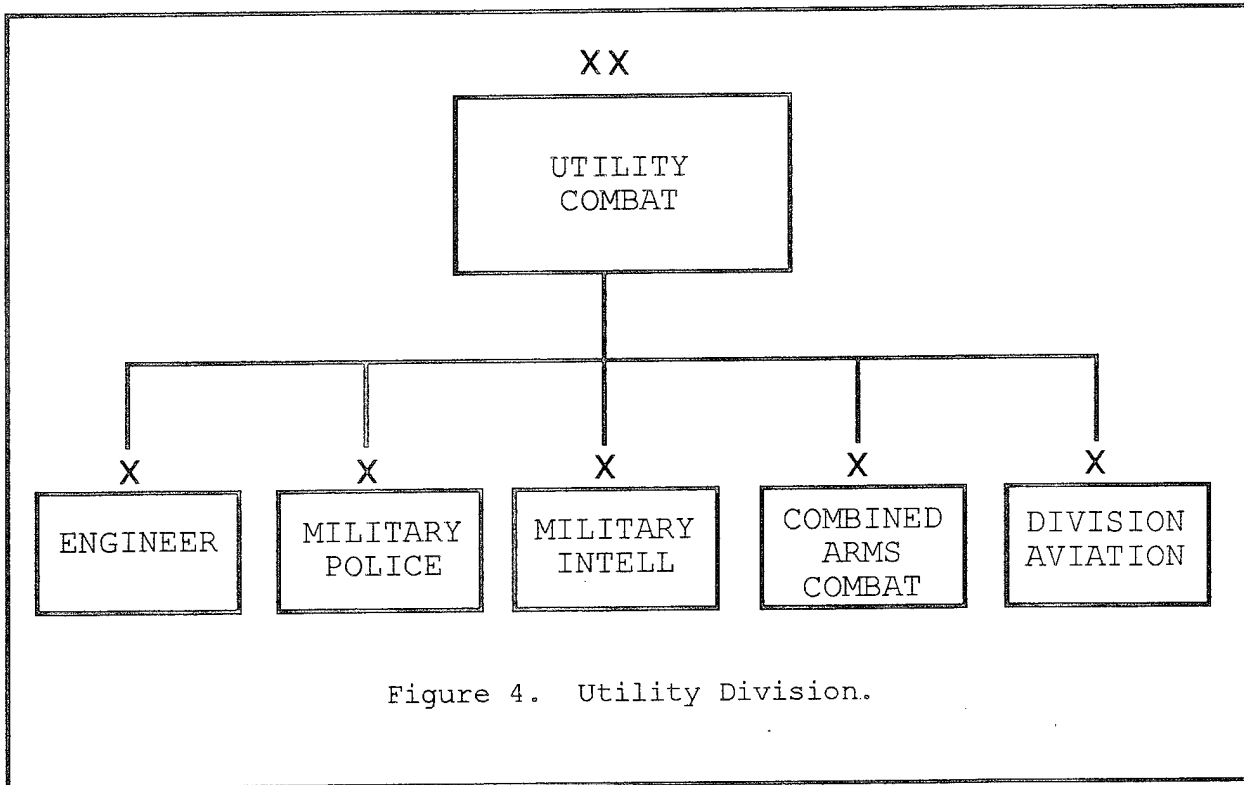 XX
UTILITY
COMBAT
X X X X X
ENGINEER
MILITARY
POLICE
MILITARY
INTELL
COMBINED
ARMS
COMBAT
DIVISION
AVIATION
Figure 4. Utility Division.